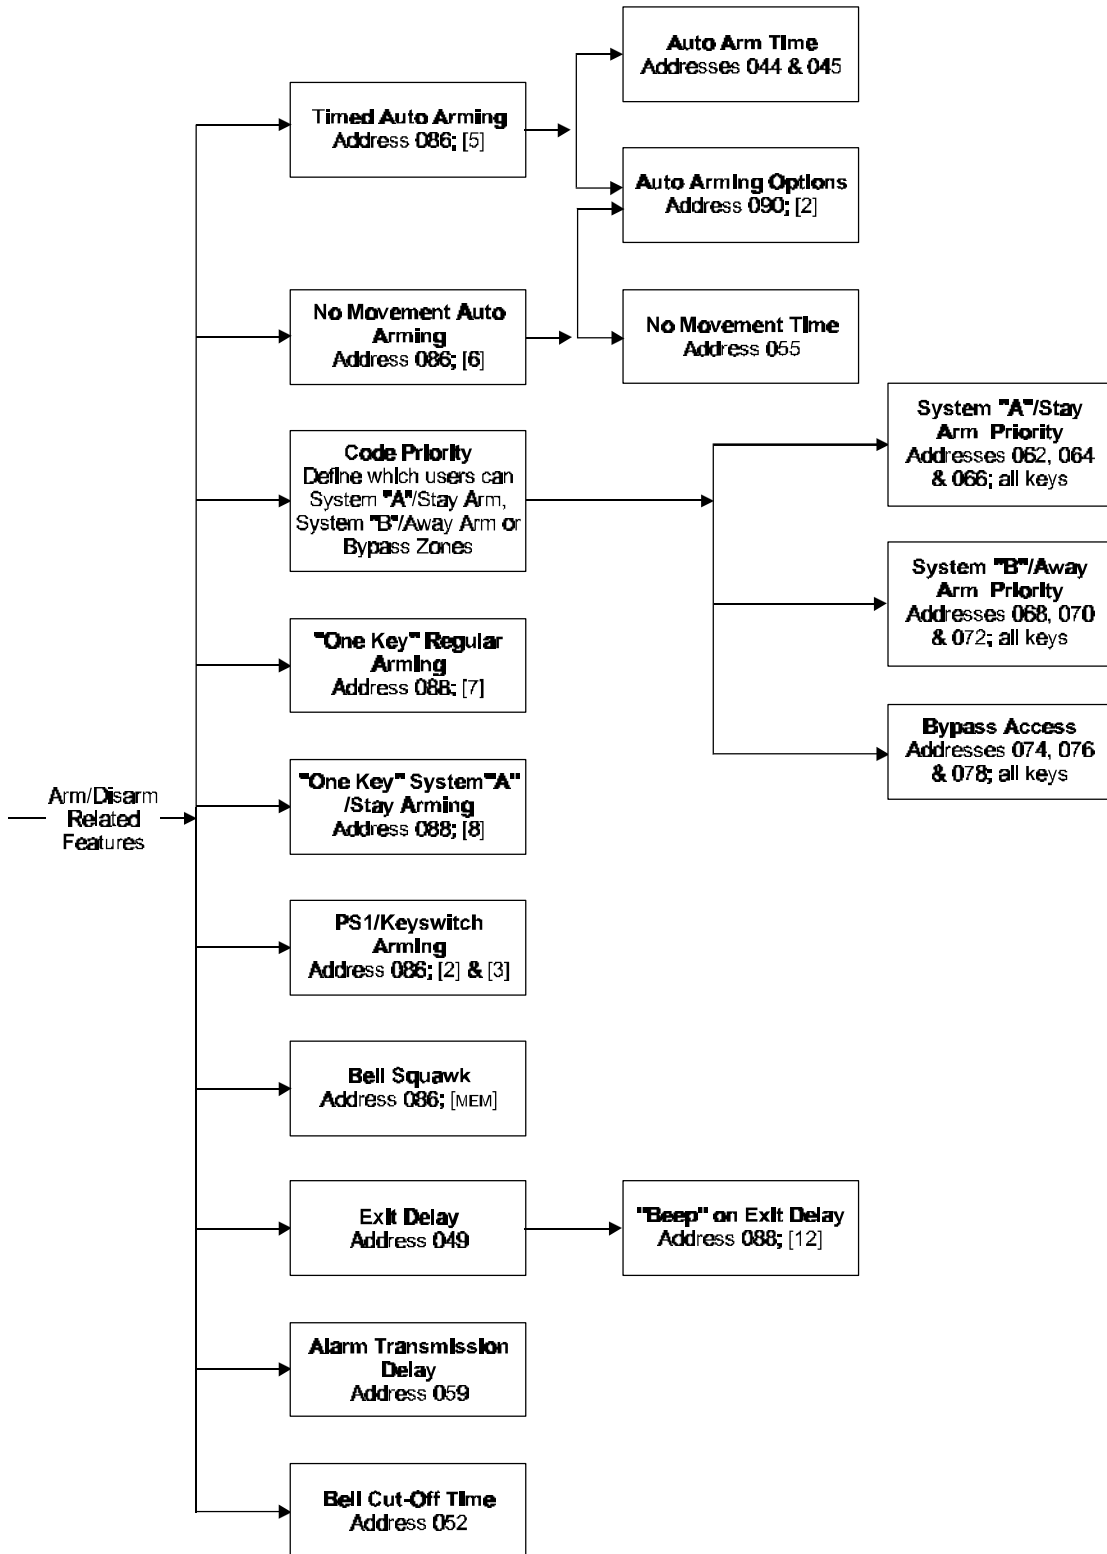 Auto Arm Time
Addresses 044 & 045
Timed Auto Arming
Address 086; [5]
Auto Arming Options
Address 090; [2]
No Movement Auto
Arming
Address 086; [6]
No Movement Time
Address 055
Code Priority
Define which users can
System "A"/Stay Arm,
System "B"/Away Arm or
Bypass Zones
System "A"/Stay
Arm Priority
Addresses 062, 064
& 066; all keys
System "B"/Away
Arm Priority
Addresses 068, 070
& 072; all keys
Bypass Access
Addresses 074, 076
& 078; all keys
"One Key" Regular
Arming
Address 088; [7]
"One Key" System "A"
/Stay Arming
Address 088; [8]
Arm/Disarm
Related
Features
PS1/Keyswitch
Arming
Address 086; [2] & [3]
Bell Squawk
Address 086; [MEM]
Exit Delay
Address 049
"Beep" on Exit Delay
Address 088; [12]
Alarm Transmission
Delay
Address 059
Bell Cut-Off Time
Address 052